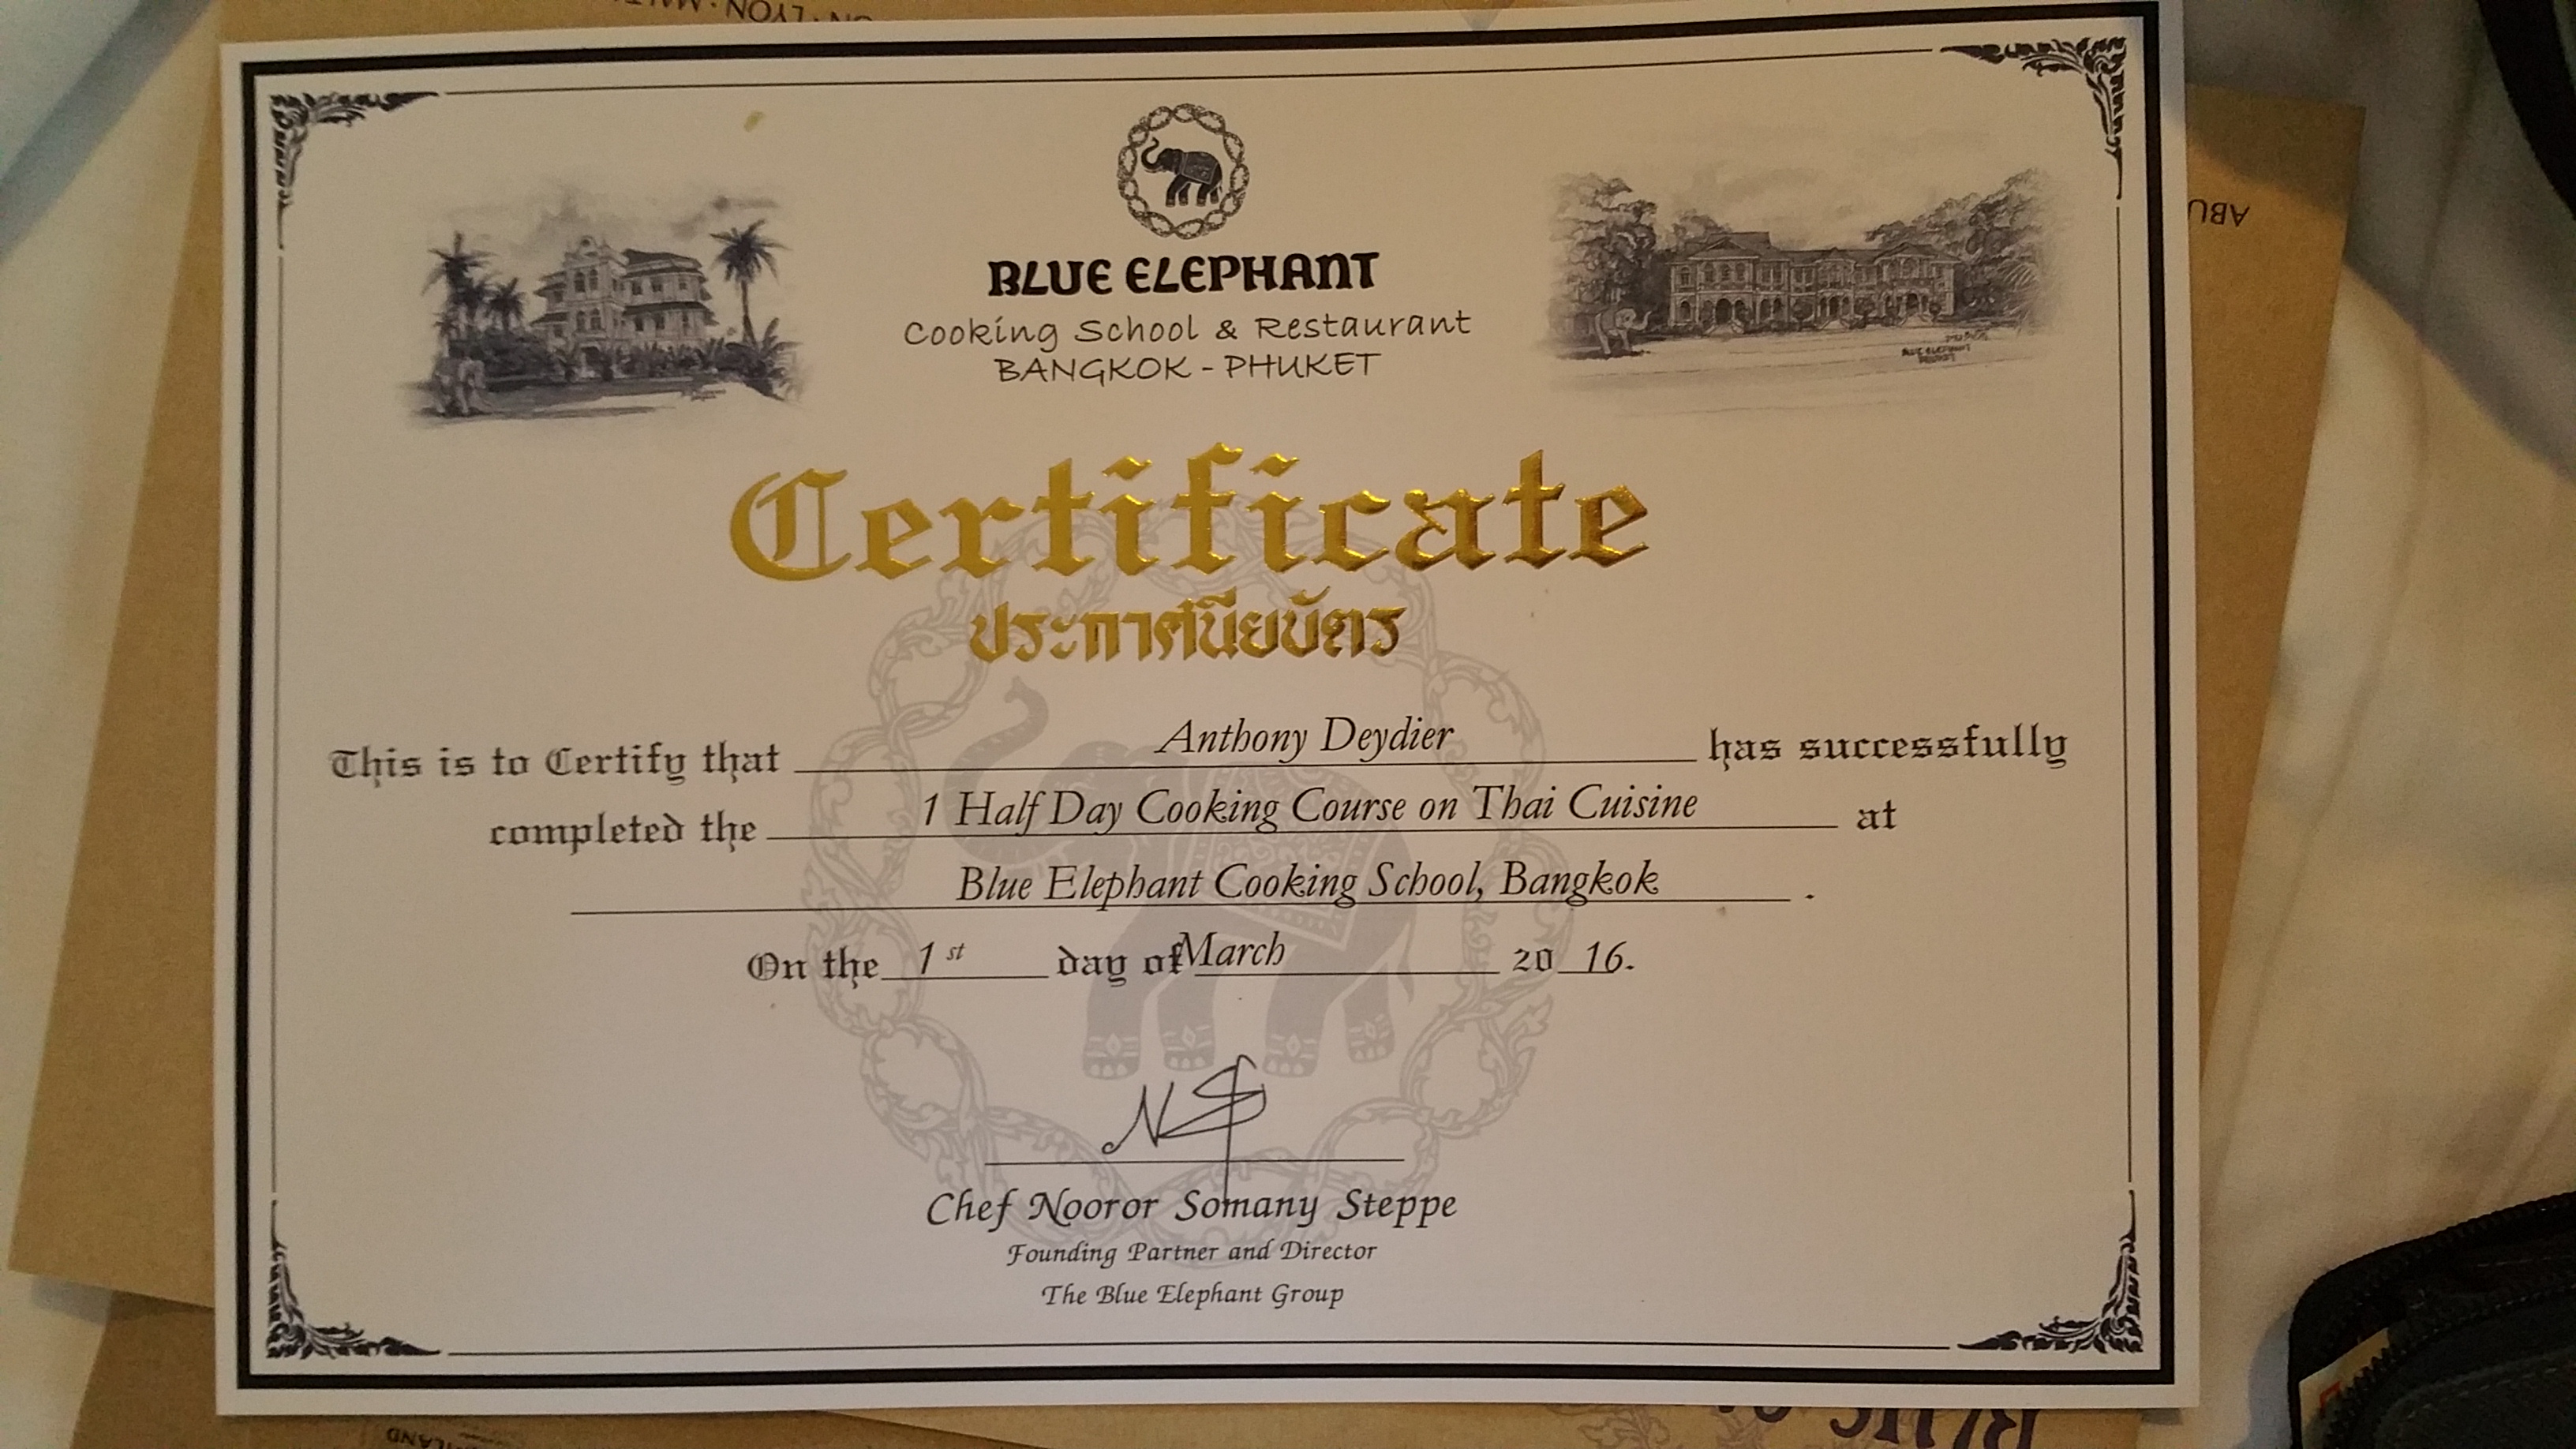 BLUE ELEPHANT
Cooking School & Restaurant
BANGKOK - PHUKET
Certificate
ประกาศนียบัตร
This is to Certify that Anthony Deydier has successfully
completed the 1 Half Day Cooking Course on Thai Cuisine at
Blue Elephant Cooking School, Bangkok .
On the 1st day of March 20 16.
Chef Nooror Somany Steppe
Founding Partner and Director
The Blue Elephant Group